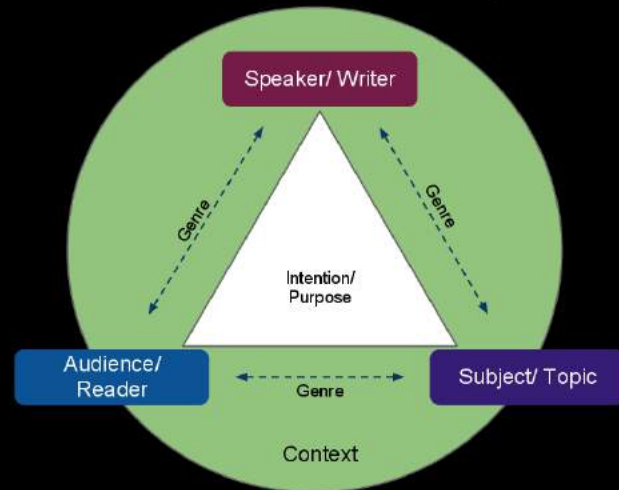 Speaker/ Writer
Genre
Genre
Intention/
Purpose
Audience/
Reader
Genre
Subject/ Topic
Context